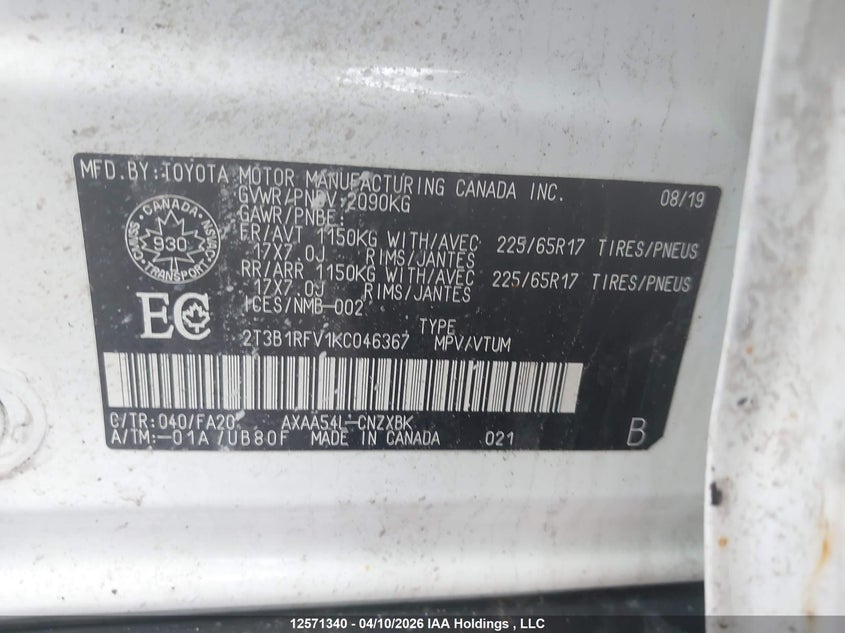 MFD.BY:TOYOTA MOTOR MANUFACTURING CANADA INC. 08/19
GVWR/PNBV:2090KG
GAWR/PNBE:
FR/AVT 1150KG WITH/AVEC 225/65R17 TIRES/PNEUS
17X7.0J RIMS/JANTES
RR/ARR 1150KG WITH/AVEC 225/65R17 TIRES/PNEUS
17X7.0J RIMS/JANTES
ICES/NMB-002
CANADA
930
TRANSPORT
EC
TYPE
2T3B1RFV1KC046367 MPV/VTUM
C/TR:040/FA20 AXAA54L-CNZXBK
A/TM:-01A/UB80F MADE IN CANADA 021 B
12571340 - 04/10/2026 IAA Holdings , LLC